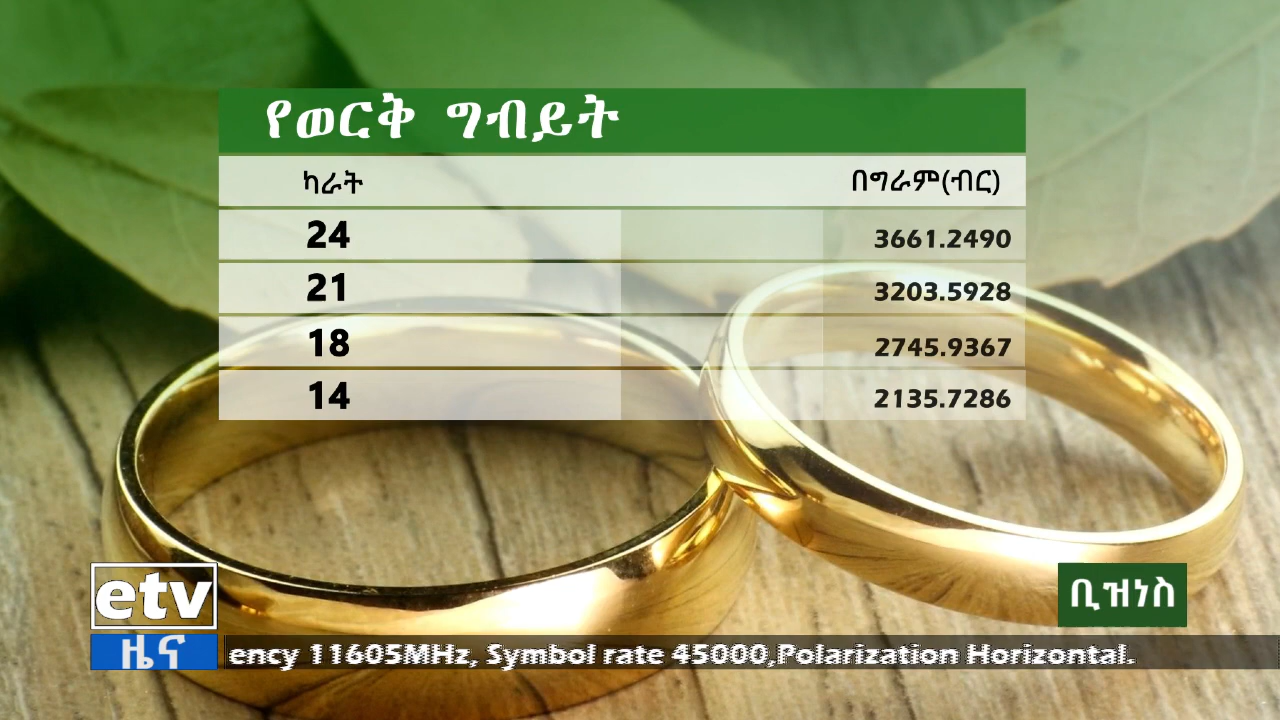 የወርቅ ግብይት
ካራት በግራም(ብር)
24 3661.2490
21 3203.5928
18 2745.9367
14 2135.7286
etv
ዜና
ቢዝነስ
ency 11605MHz, Symbol rate 45000,Polarization Horizontal.